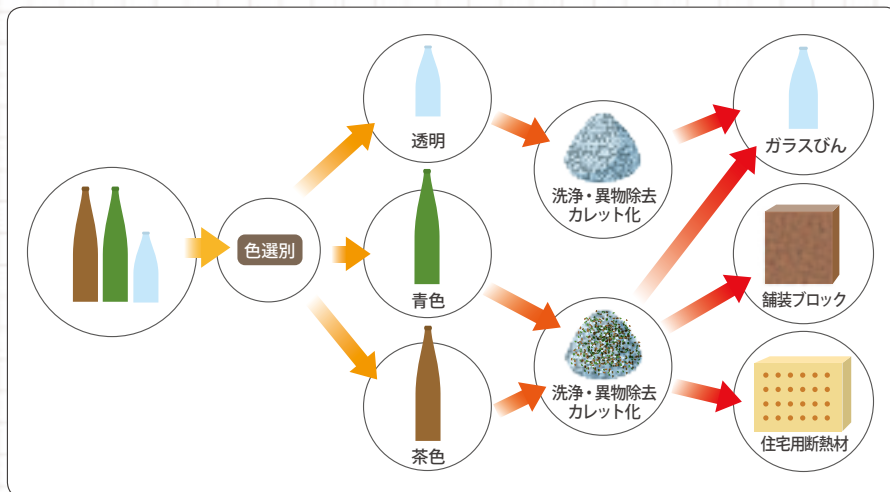 色選別
透明
青色
茶色
洗浄・異物除去
カレット化
洗浄・異物除去
カレット化
ガラスびん
舗装ブロック
住宅用断熱材